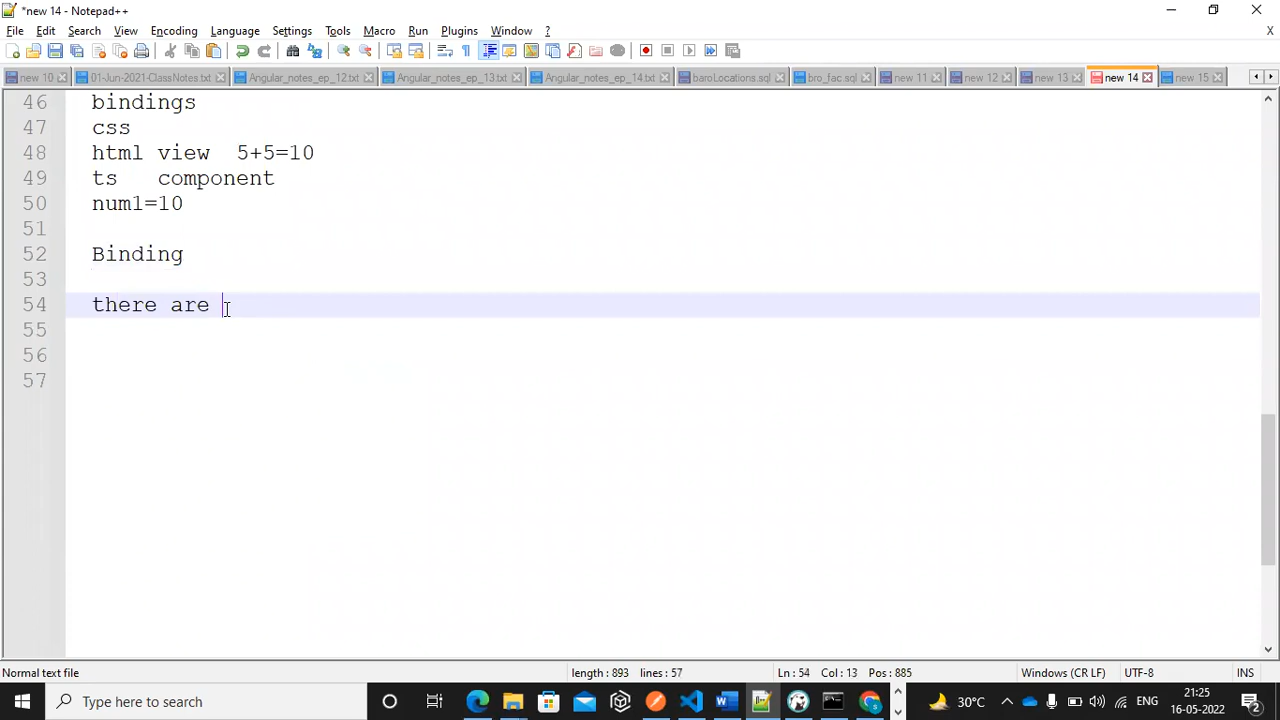 *new 14 - Notepad++
File Edit Search View Encoding Language Settings Tools Macro Run Plugins Window ? X
new 10 01-Jun-2021-ClassNotes.txt Angular_notes_ep_12.txt Angular_notes_ep_13.txt Angular_notes_ep_14.txt baseLocations.sql bro_fac.sql new 11 new 12 new 13 new 14 new 15
46 bindings
47 css
48 html view 5+5=10
49 ts component
50 num1=10
51
52 Binding
53
54 there are
55
56
57
Normal text file length : 893 lines : 57 Ln : 54 Col : 13 Pos : 885 Windows (CR LF) UTF-8 INS
Type here to search 30°C ENG 21:25 16-05-2022 2